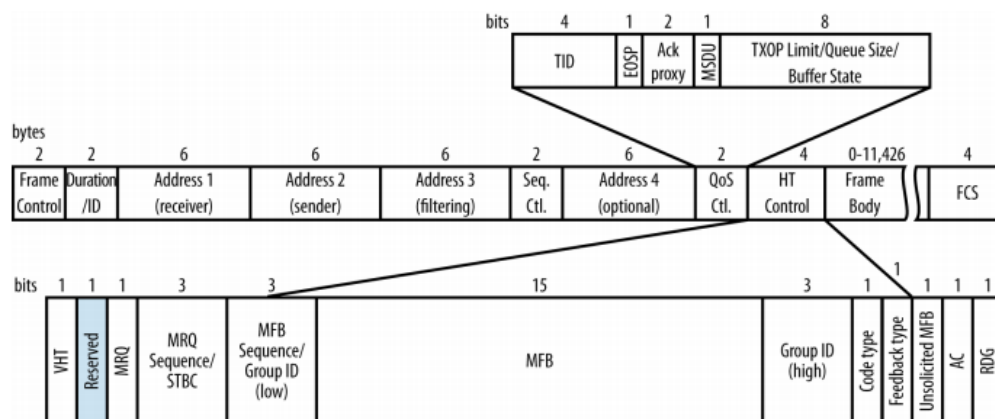 bits 4 1 2 1 8
TID EOSP Ack proxy MSDU TXOP Limit/Queue Size/ Buffer State
bytes
2 2 6 6 6 2 6 2 4 0-11,426 4
Frame Control Duration /ID Address 1 (receiver) Address 2 (sender) Address 3 (filtering) Seq. Ctl. Address 4 (optional) QoS Ctl. HT Control Frame Body FCS
bits 1 1 1 3 3 15 3 1 1 1 1 1
VHT Reserved MRQ MRQ Sequence/ STBC MFB Sequence/ Group ID (low) MFB Group ID (high) Code type Feedback type Unsolicited MFB AC RDG